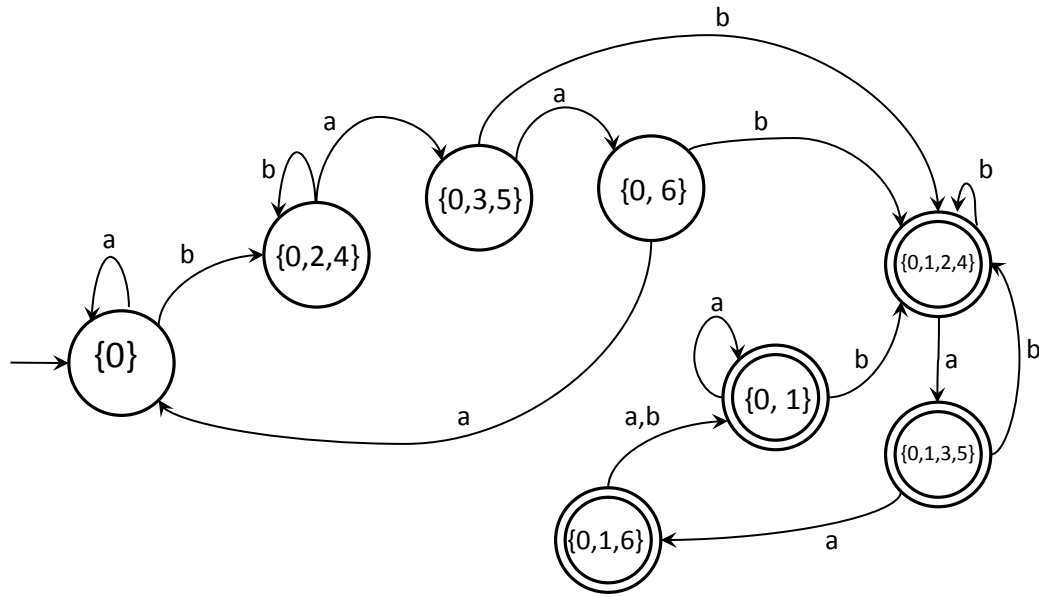 b
a
a
b
b
b
{0,3,5}
{0, 6}
{0,2,4}
{0,1,2,4}
a
b
{0}
a
b
a
b
{0, 1}
a,b
a
{0,1,3,5}
{0,1,6}
a